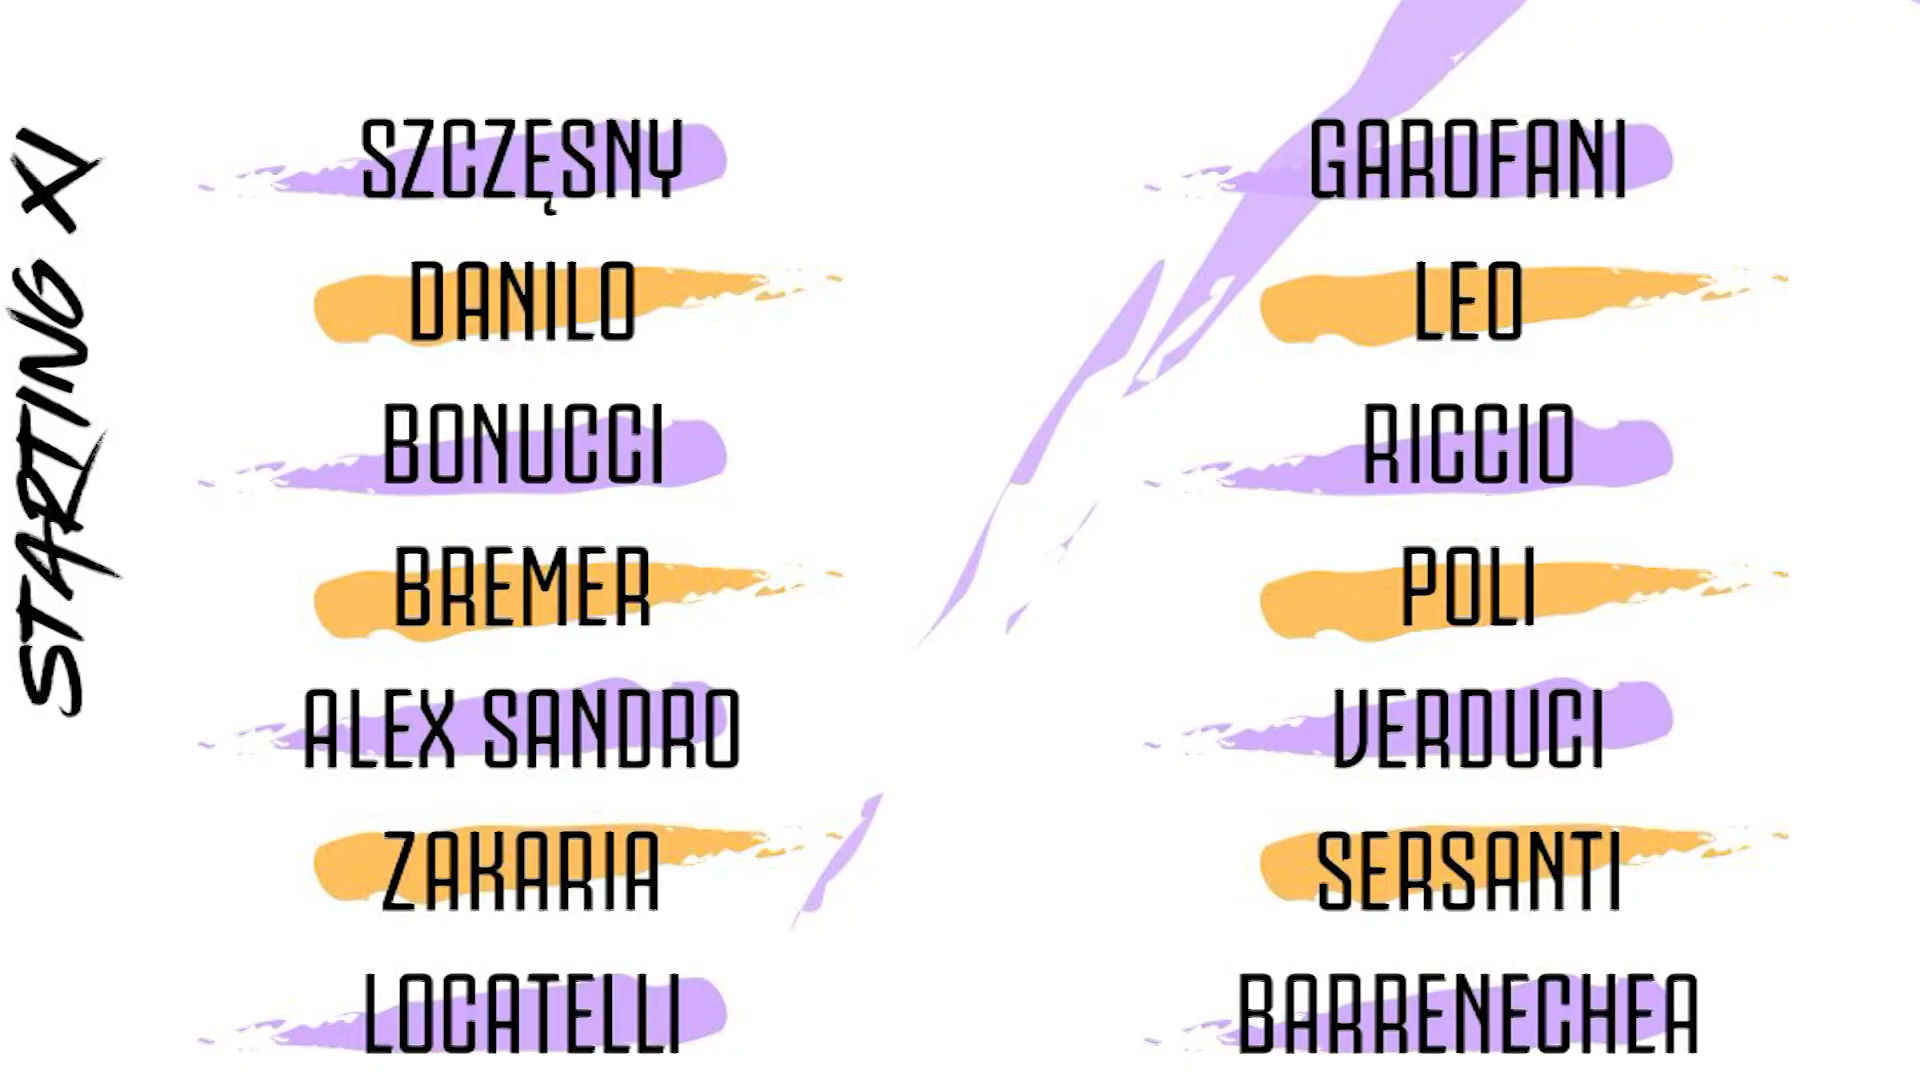 STARTING XI
SZCZĘSNY
DANILO
BONUCCI
BREMER
ALEX SANDRO
ZAKARIA
LOCATELLI
GAROFANI
LEO
RICCIO
POLI
VERDUCI
SERSANTI
BARRENECHEA